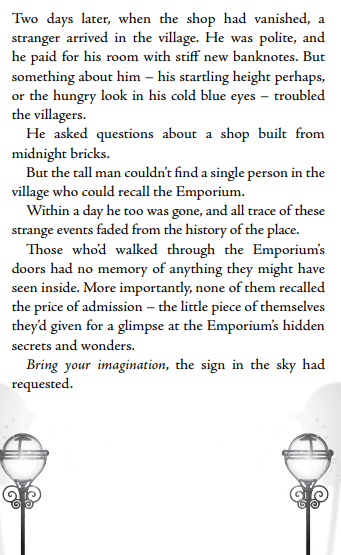 Two days later, when the shop had vanished, a
stranger arrived in the village. He was polite, and
he paid for his room with stiff new banknotes. But
something about him – his startling height perhaps,
or the hungry look in his cold blue eyes – troubled
the villagers.
He asked questions about a shop built from
midnight bricks.
But the tall man couldn't find a single person in the
village who could recall the Emporium.
Within a day he too was gone, and all trace of these
strange events faded from the history of the place.
Those who'd walked through the Emporium's
doors had no memory of anything they might have
seen inside. More importantly, none of them recalled
the price of admission – the little piece of themselves
they'd given for a glimpse at the Emporium's hidden
secrets and wonders.
Bring your imagination, the sign in the sky had
requested.